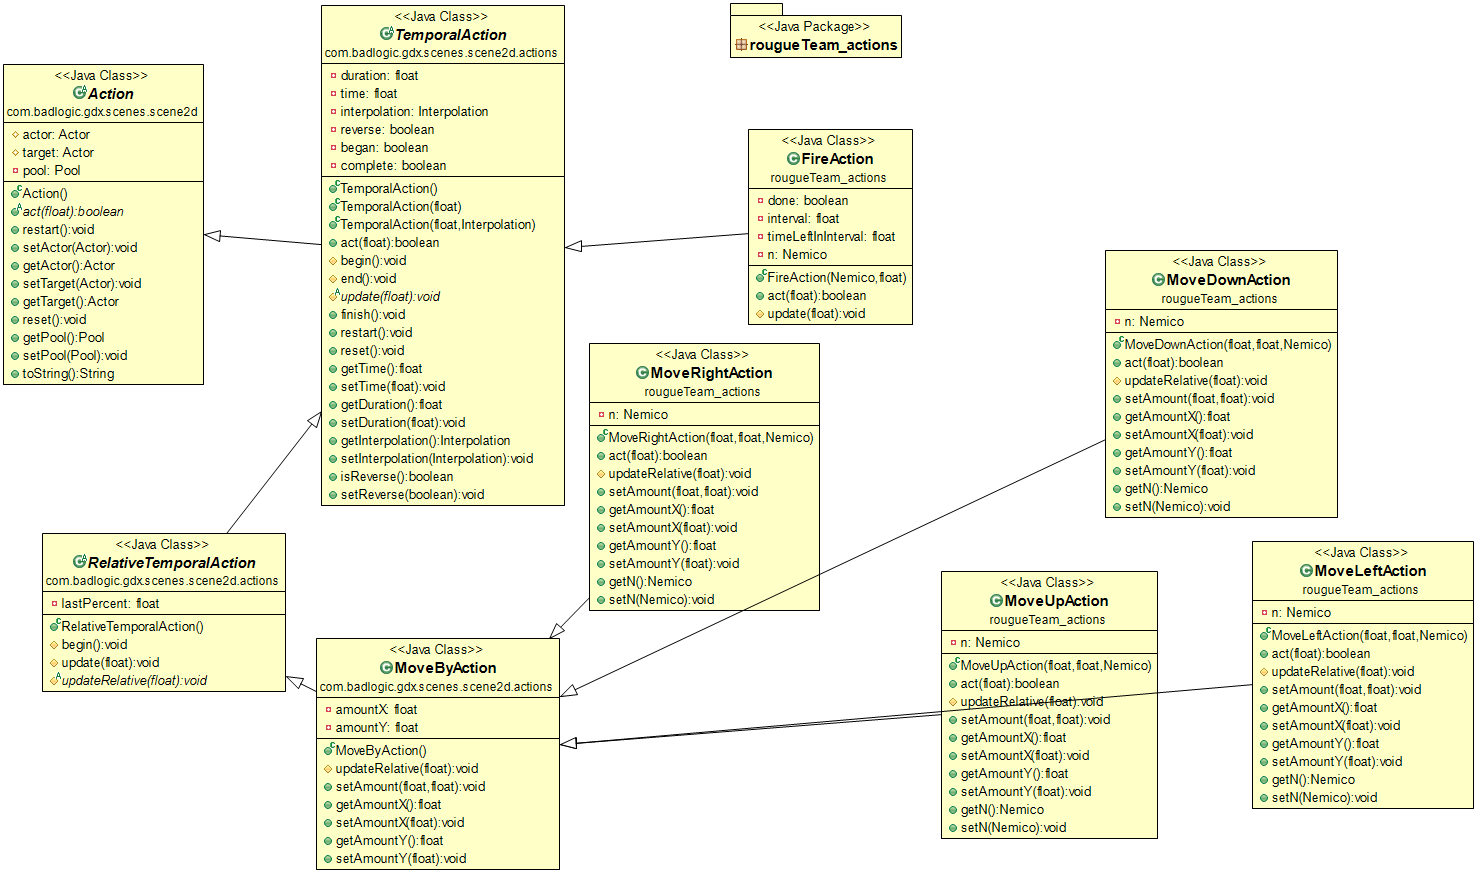 <<Java Class>>
Action
com.badlogic.gdx.scenes.scene2d
actor: Actor
target: Actor
pool: Pool
Action()
act(float):boolean
restart():void
setActor(Actor):void
getActor():Actor
setTarget(Actor):void
getTarget():Actor
reset():void
getPool():Pool
setPool(Pool):void
toString():String
<<Java Class>>
TemporalAction
com.badlogic.gdx.scenes.scene2d.actions
duration: float
time: float
interpolation: Interpolation
reverse: boolean
began: boolean
complete: boolean
TemporalAction()
TemporalAction(float)
TemporalAction(float,Interpolation)
act(float):boolean
begin():void
end():void
update(float):void
finish():void
restart():void
reset():void
getTime():float
setTime(float):void
getDuration():float
setDuration(float):void
getInterpolation():Interpolation
setInterpolation(Interpolation):void
isReverse():boolean
setReverse(boolean):void
<<Java Package>>
rougueTeam_actions
<<Java Class>>
FireAction
rougueTeam_actions
done: boolean
interval: float
timeLeftInInterval: float
n: Nemico
FireAction(Nemico,float)
act(float):boolean
update(float):void
<<Java Class>>
MoveRightAction
rougueTeam_actions
n: Nemico
MoveRightAction(float,float,Nemico)
act(float):boolean
updateRelative(float):void
setAmount(float,float):void
getAmountX():float
setAmountX(float):void
getAmountY():float
setAmountY(float):void
getN():Nemico
setN(Nemico):void
<<Java Class>>
MoveDownAction
rougueTeam_actions
n: Nemico
MoveDownAction(float,float,Nemico)
act(float):boolean
updateRelative(float):void
setAmount(float,float):void
getAmountX():float
setAmountX(float):void
getAmountY():float
setAmountY(float):void
getN():Nemico
setN(Nemico):void
<<Java Class>>
RelativeTemporalAction
com.badlogic.gdx.scenes.scene2d.actions
lastPercent: float
RelativeTemporalAction()
begin():void
update(float):void
updateRelative(float):void
<<Java Class>>
MoveByAction
com.badlogic.gdx.scenes.scene2d.actions
amountX: float
amountY: float
MoveByAction()
updateRelative(float):void
setAmount(float,float):void
getAmountX():float
setAmountX(float):void
getAmountY():float
setAmountY(float):void
<<Java Class>>
MoveUpAction
rougueTeam_actions
n: Nemico
MoveUpAction(float,float,Nemico)
act(float):boolean
updateRelative(float):void
setAmount(float,float):void
getAmountX():float
setAmountX(float):void
getAmountY():float
setAmountY(float):void
getN():Nemico
setN(Nemico):void
<<Java Class>>
MoveLeftAction
rougueTeam_actions
n: Nemico
MoveLeftAction(float,float,Nemico)
act(float):boolean
updateRelative(float):void
setAmount(float,float):void
getAmountX():float
setAmountX(float):void
getAmountY():float
setAmountY(float):void
getN():Nemico
setN(Nemico):void